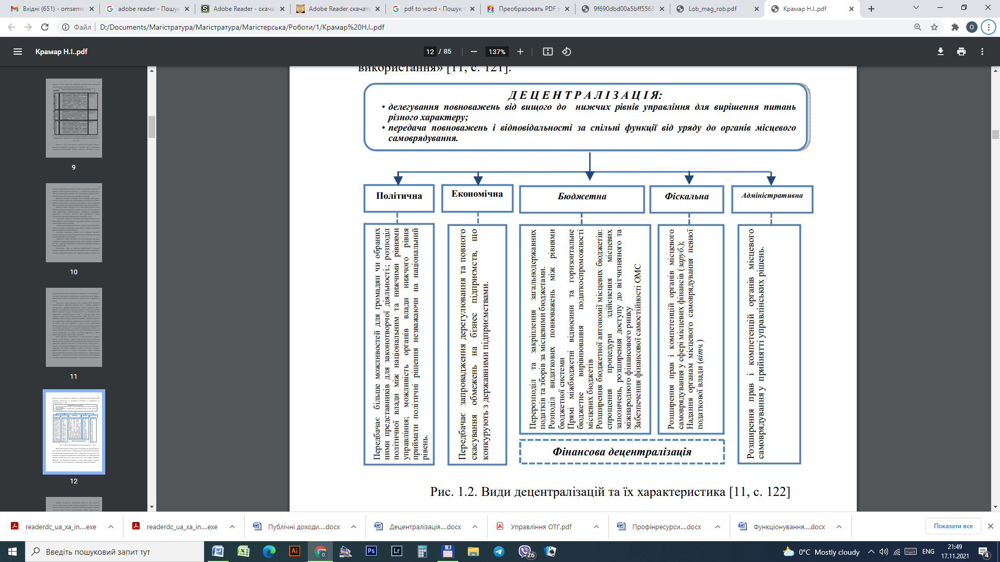 Вхідні (651) - omseme
adobe reader - Пошук
Adobe Reader - скача
Adobe Reader скачать
pdf to word - Пошук
Преобразовать PDF в
9f690dbd00a5bff5568
Lob_mag_rob.pdf
Крамар Н.І..pdf
Файл
D:/Documents/Магістратура/Магістратура/Магістерська/Роботи/1/Крамар%20Н.І..pdf
O
Крамар Н.І..pdf
12 / 85
137%
9
10
11
12
використання» [11, с. 121].
Д Е Ц Е Н Т Р А Л І З А Ц І Я:
• делегування повноважень від вищого до нижчих рівнів управління для вирішення питань
різного характеру;
• передача повноважень і відповідальності за спільні функції від уряду до органів місцевого
самоврядування.
Політична
Економічна
Бюджетна
Фіскальна
Адміністративна
Передбачає більше можливостей для громадян чи обраних
ними представників для законотворчої діяльності:; розподіл
політичної влади між національним та нижчими рівнями
управління; можливість органів влади нижчого рівня
приймати політичні рішення незважаючи на національний
рівень.
Передбачає запровадження дерегулювання та повного
скасування обмежень на бізнес підприємств, що
конкурують з державними підприємствами.
Перерозподіл та закріплення загальнодержавних
податків та зборів за місцевими бюджетами.
Розподіл видаткових повноважень між рівнями
бюджетної системи
Прямі міжбюджетні відносини та горизонтальне
бюджетне вирівнювання податкоспроможності
місцевих бюджетів
Розширення бюджетної автономії місцевих бюджетів:
спрощення процедури здійснення місцевих
запозичень, розширення доступу до вітчизняного та
міжнародного фінансового ринку
Забезпечення фінансової самостійності ОМС
Розширення прав і компетенцій органів місцевого
самоврядування у сфері місцевих фінансів (заруб.);
Надання органам місцевого самоврядування певної
податкової влади (вітч.)
Розширення прав і компетенцій органів місцевого
самоврядування у прийнятті управлінських рішень.
Фінансова децентралізація
Рис. 1.2. Види децентралізацій та їх характеристика [11, с. 122]
readerdc_ua_xa_in....exe
readerdc_ua_xa_in....exe
Публічні доходи....docx
Децентралізація....docx
Управління ОТГ.pdf
Профінресурси....docx
Функціонування....docx
Показати все
Введіть пошуковий запит тут
Ai
Ps
Lr
26
0°C Mostly cloudy
ENG
21:49
17.11.2021
4